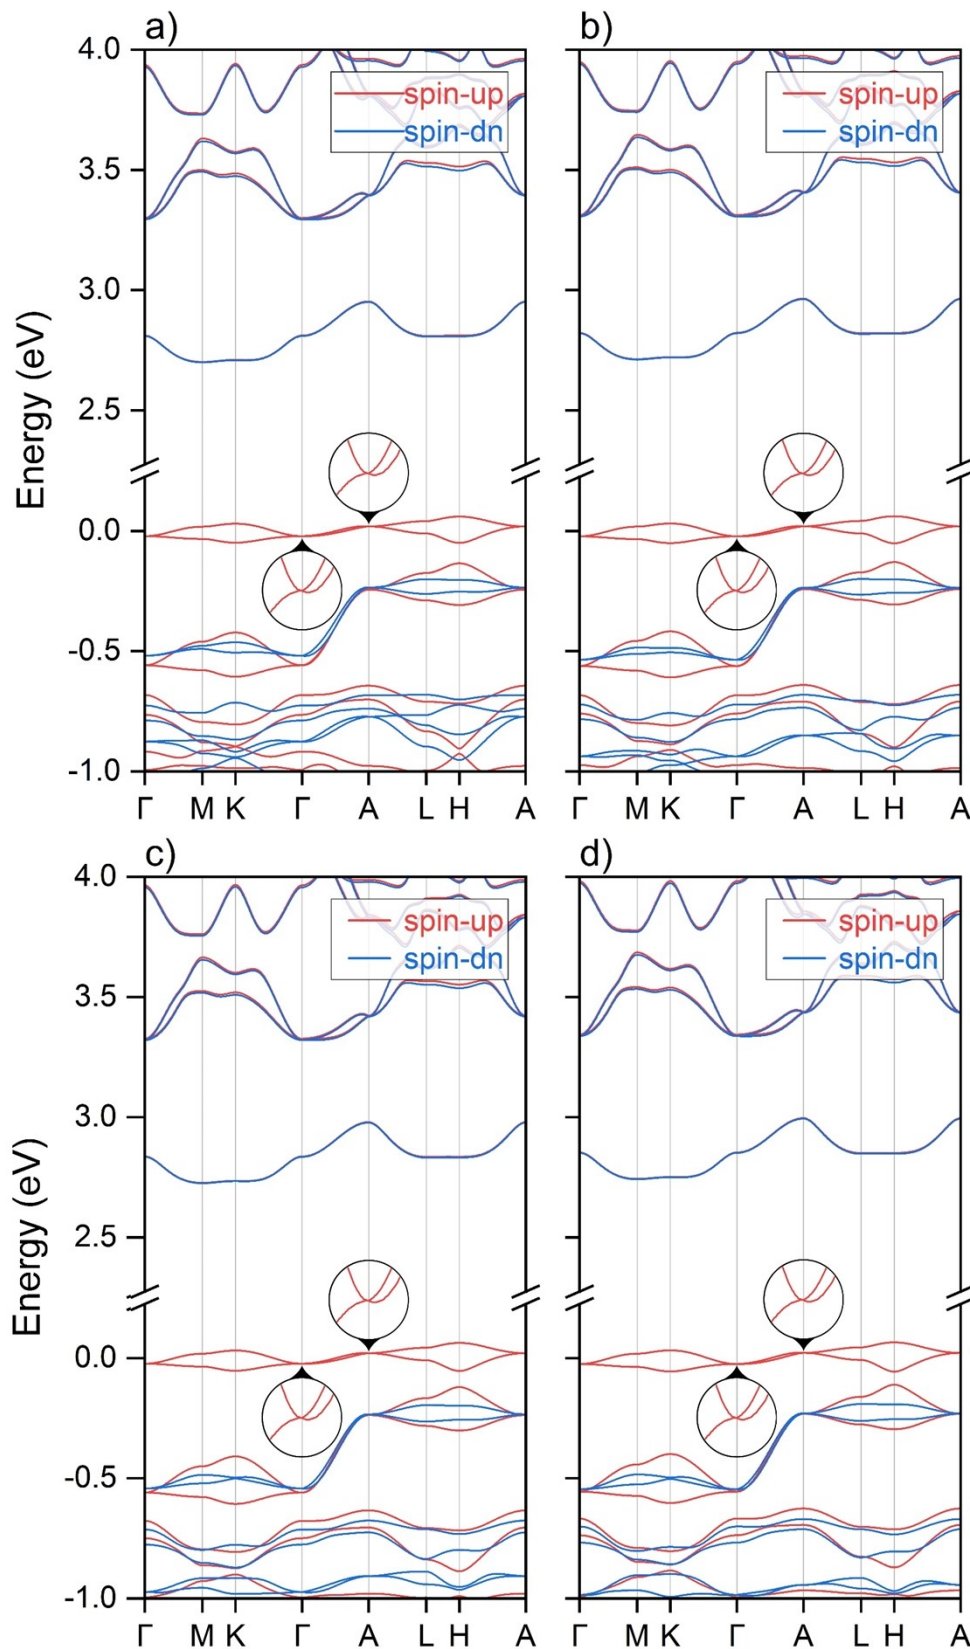 a)
b)
4.0
3.5
3.0
2.5
0.0
-0.5
-1.0
Energy (eV)
spin-up
spin-dn
spin-up
spin-dn
Γ M K Γ A L H A
Γ M K Γ A L H A
c)
d)
4.0
3.5
3.0
2.5
0.0
-0.5
-1.0
Energy (eV)
spin-up
spin-dn
spin-up
spin-dn
Γ M K Γ A L H A
Γ M K Γ A L H A